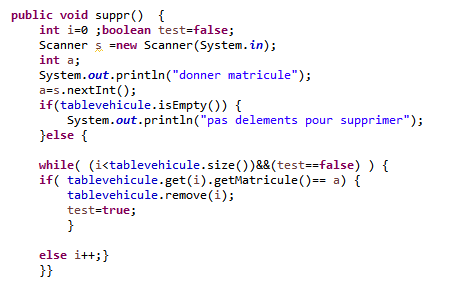 public void suppr()  {
    int i=0 ;boolean test=false;
    Scanner s =new Scanner(System.in);
    int a;
    System.out.println("donner matricule");
    a=s.nextInt();
    if(tablevehicule.isEmpty()) {
        System.out.println("pas delements pour supprimer");
    }else {
    while( (i<tablevehicule.size())&&(test==false) ) {
    if( tablevehicule.get(i).getMatricule()== a) {
        tablevehicule.remove(i);
        test=true;
        }
    else i++;}
    }}